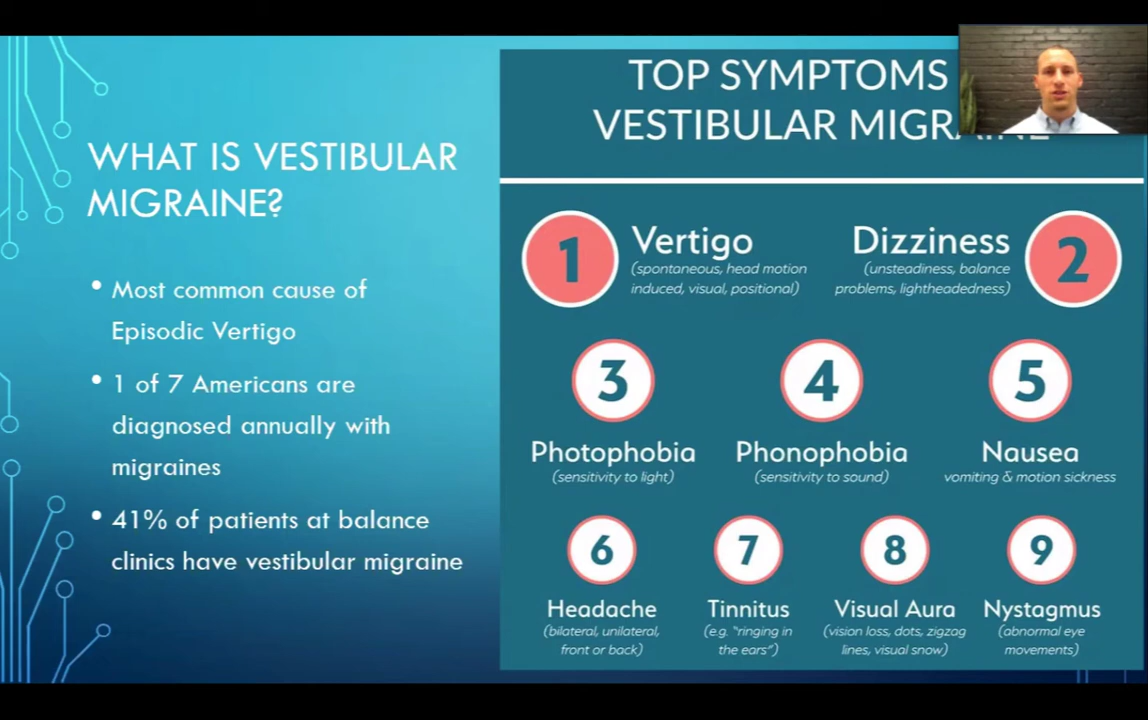 WHAT IS VESTIBULAR
MIGRAINE?
• Most common cause of
Episodic Vertigo
• 1 of 7 Americans are
diagnosed annually with
migraines
• 41% of patients at balance
clinics have vestibular migraine
TOP SYMPTOMS
VESTIBULAR MIGRAINE
1
Vertigo
(spontaneous, head motion
induced, visual, positional)
Dizziness
(unsteadiness, balance
problems, lightheadedness)
2
3
Photophobia
(sensitivity to light)
4
Phonophobia
(sensitivity to sound)
5
Nausea
vomiting & motion sickness
6
Headache
(bilateral, unilateral,
front or back)
7
Tinnitus
(e.g. "ringing in
the ears")
8
Visual Aura
(vision loss, dots, zigzag
lines, visual snow)
9
Nystagmus
(abnormal eye
movements)